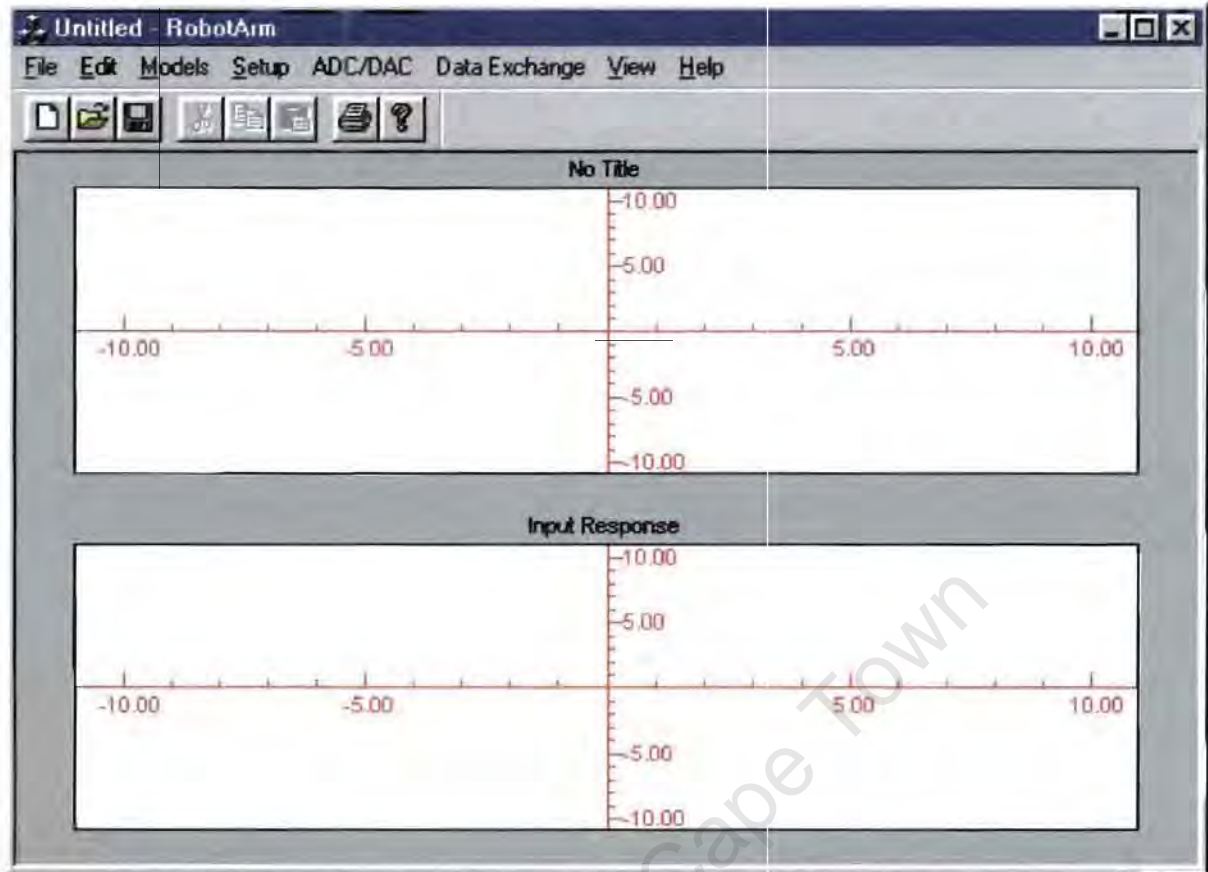 Untitled - RobotArm
File Edit Models Setup ADC/DAC Data Exchange View Help
No Title
10.00
5.00
-10.00 -5.00 5.00 10.00
-5.00
-10.00
Input Response
10.00
5.00
-10.00 -5.00 5.00 10.00
-5.00
-10.00
Cape Town